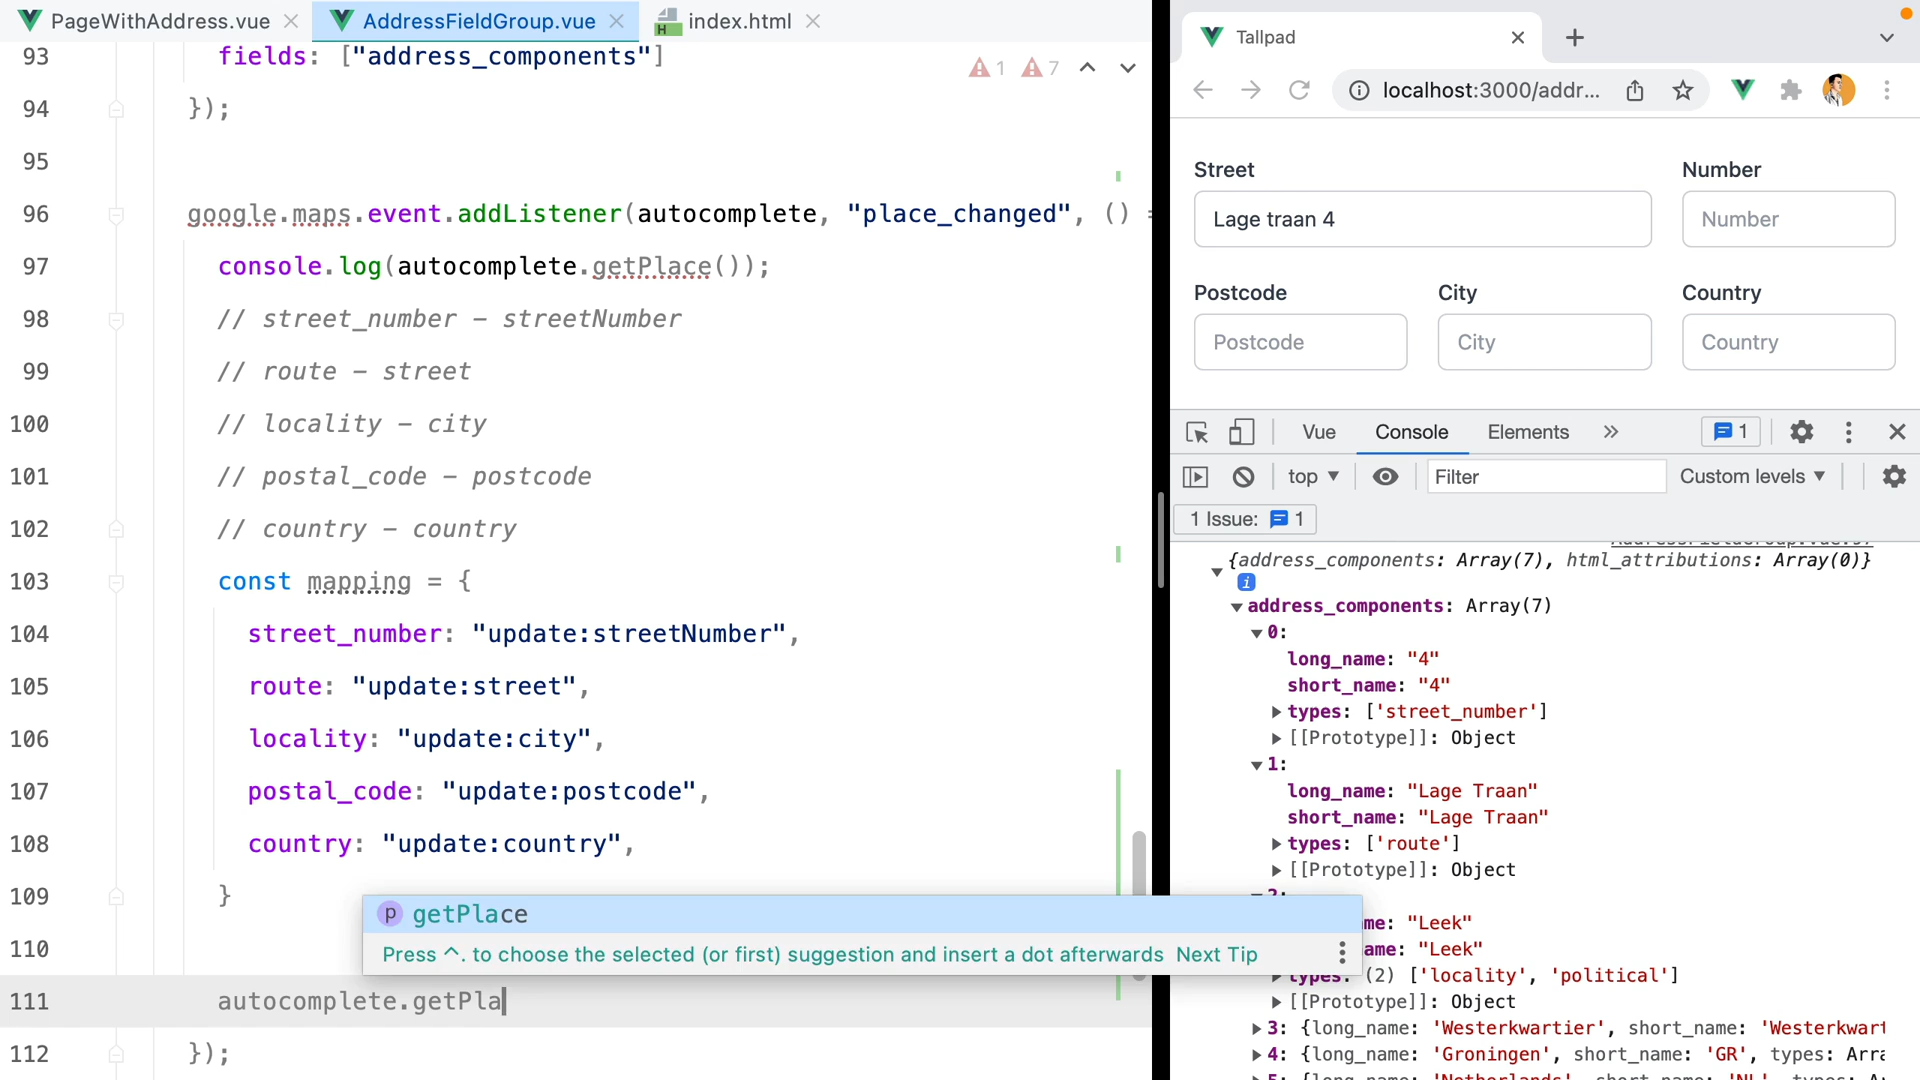 PageWithAddress.vue
AddressFieldGroup.vue
index.html
93 fields: ["address_components"]
1 7
94 });
95
96 google.maps.event.addListener(autocomplete, "place_changed", ()
97 console.log(autocomplete.getPlace());
98 // street_number – streetNumber
99 // route – street
100 // locality – city
101 // postal_code – postcode
102 // country – country
103 const mapping = {
104 street_number: "update:streetNumber",
105 route: "update:street",
106 locality: "update:city",
107 postal_code: "update:postcode",
108 country: "update:country",
109 }
110
p getPlace
Press ^. to choose the selected (or first) suggestion and insert a dot afterwards Next Tip
111 autocomplete.getPla
112 });
Tallpad
localhost:3000/addr...
Street
Number
Lage traan 4
Number
Postcode
City
Country
Postcode
City
Country
Vue
Console
Elements
1
top
Filter
Custom levels
1 Issue: 1
{address_components: Array(7), html_attributions: Array(0)}
i
address_components: Array(7)
0:
long_name: "4"
short_name: "4"
types: ['street_number']
[[Prototype]]: Object
1:
long_name: "Lage Traan"
short_name: "Lage Traan"
types: ['route']
[[Prototype]]: Object
me: "Leek"
ame: "Leek"
types: (2) ['locality', 'political']
[[Prototype]]: Object
3: {long_name: 'Westerkwartier', short_name: 'Westerkwart
4: {long_name: 'Groningen', short_name: 'GR', types: Arra